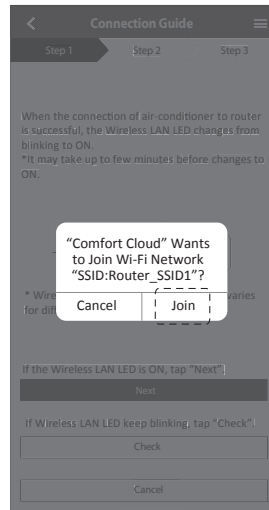 Connection Guide
Step 1 Step 2 Step 3
When the connection of air-conditioner to router
is successful, the Wireless LAN LED changes from
blinking to ON.
*It may take up to few minutes before changes to
ON.
“Comfort Cloud” Wants
to Join Wi-Fi Network
“SSID:Router_SSID1”?
Cancel Join
* Wire varies
for diff
If the Wireless LAN LED is ON, tap “Next”.
Next
If Wireless LAN LED keep blinking, tap “Check”.
Check
Cancel